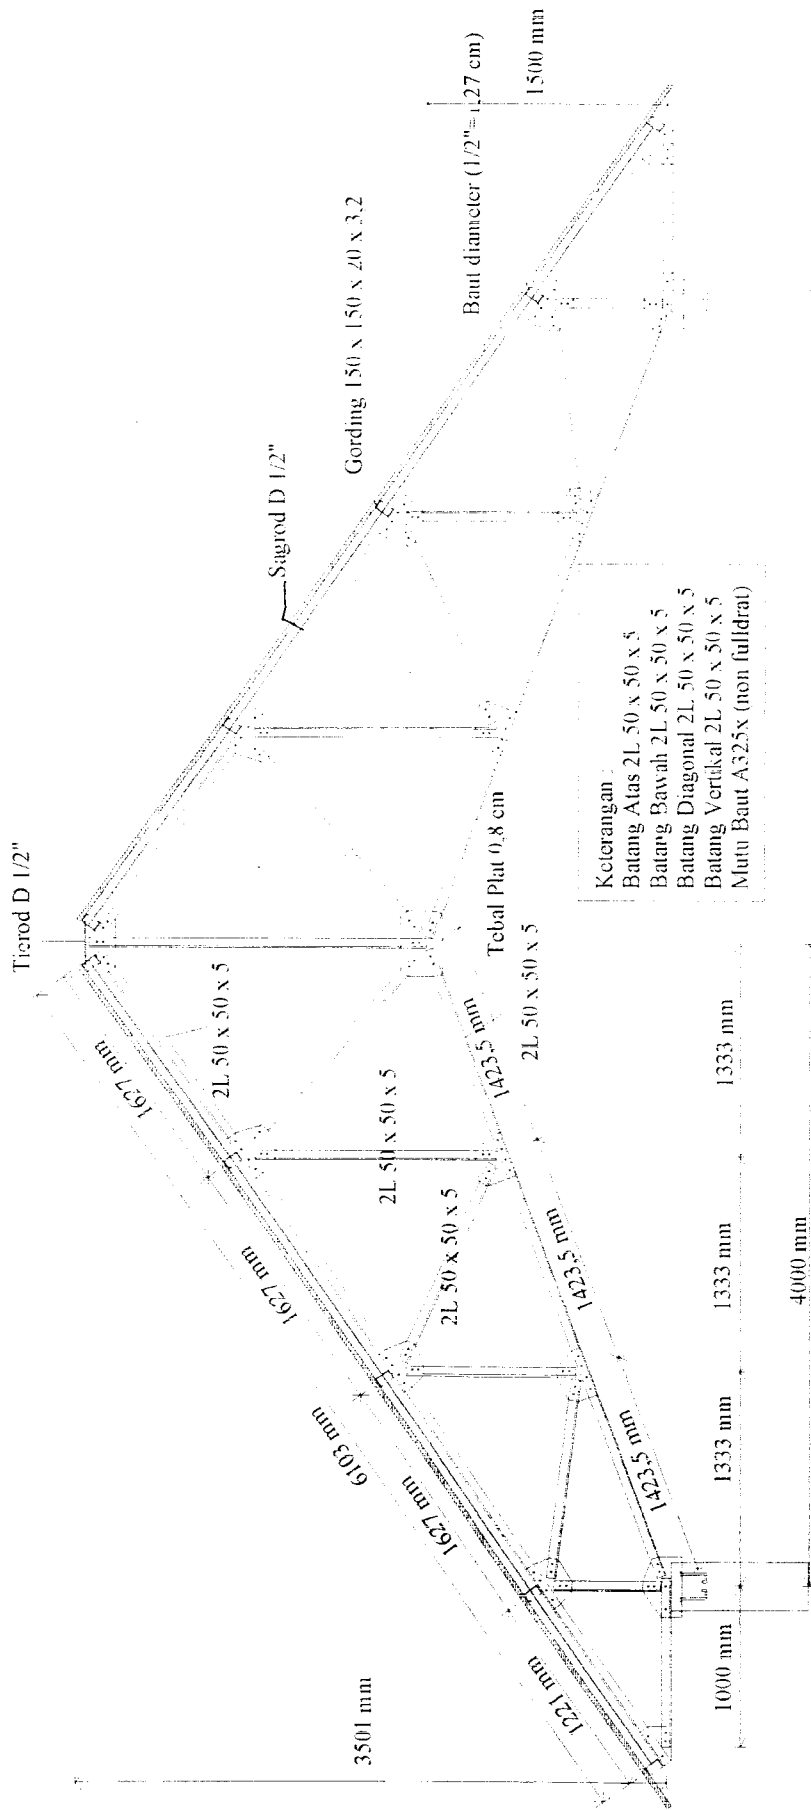 Tierod D 1/2"
Sagrod D 1/2"
Gording 150 x 150 x 20 x 3,2
Baut diameter (1/2"=1,27 cm)
1500 mm
3501 mm
6103 mm
1627 mm
1627 mm
1627 mm
1221 mm
2L 50 x 50 x 5
2L 50 x 50 x 5
2L 50 x 50 x 5
Tebal Plat 0,8 cm
2L 50 x 50 x 5
1423,5 mm
1423,5 mm
1423,5 mm
1000 mm
1333 mm
1333 mm
1333 mm
4000 mm
Keterangan :
Batang Atas 2L 50 x 50 x 5
Batang Bawah 2L 50 x 50 x 5
Batang Diagonal 2L 50 x 50 x 5
Batang Vertikal 2L 50 x 50 x 5
Mutu Baut A325x (non fulldrat)